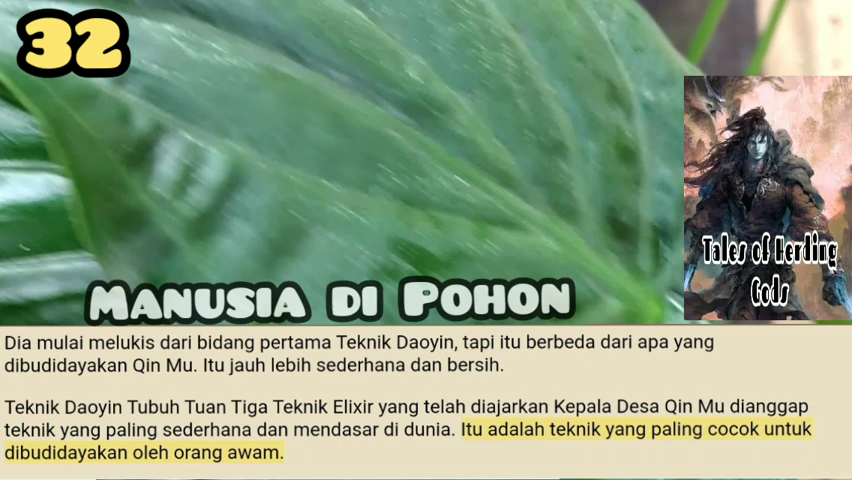 32
Tales of Herding
Gods
MANUSIA DI POHON
Dia mulai melukis dari bidang pertama Teknik Daoyin, tapi itu berbeda dari apa yang
dibudidayakan Qin Mu. Itu jauh lebih sederhana dan bersih.
Teknik Daoyin Tubuh Tuan Tiga Teknik Elixir yang telah diajarkan Kepala Desa Qin Mu dianggap
teknik yang paling sederhana dan mendasar di dunia. Itu adalah teknik yang paling cocok untuk
dibudidayakan oleh orang awam.